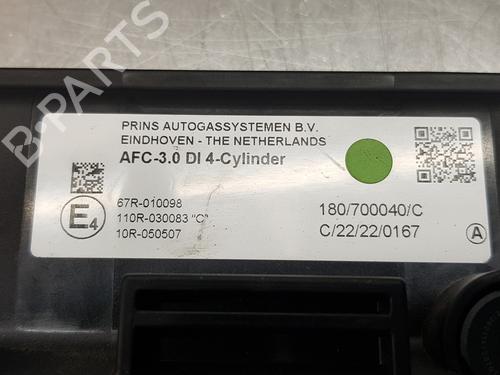 PRINS AUTOGASSYSTEMEN B.V.
EINDHOVEN - THE NETHERLANDS
AFC-3.0 DI 4-Cylinder
E4
67R-010098
110R-030083 "C"
10R-050507
180/700040/C
C/22/22/0167
A
B-PARTS